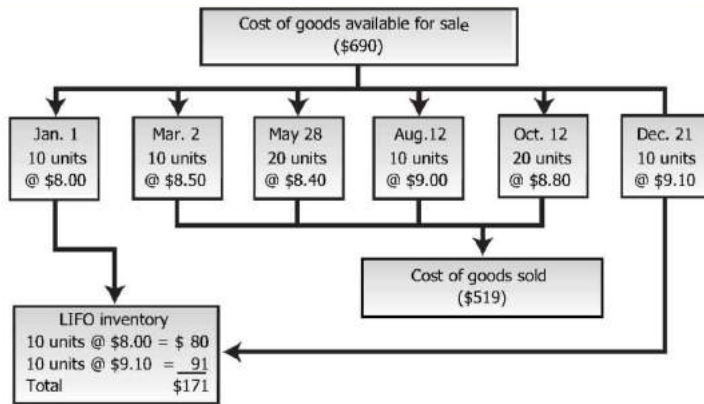 Cost of goods available for sale
($690)
Jan. 1
10 units
@ $8.00
Mar. 2
10 units
@ $8.50
May 28
20 units
@ $8.40
Aug.12
10 units
@ $9.00
Oct. 12
20 units
@ $8.80
Dec. 21
10 units
@ $9.10
Cost of goods sold
($519)
LIFO inventory
10 units @ $8.00 = $ 80
10 units @ $9.10 = 91
Total $171